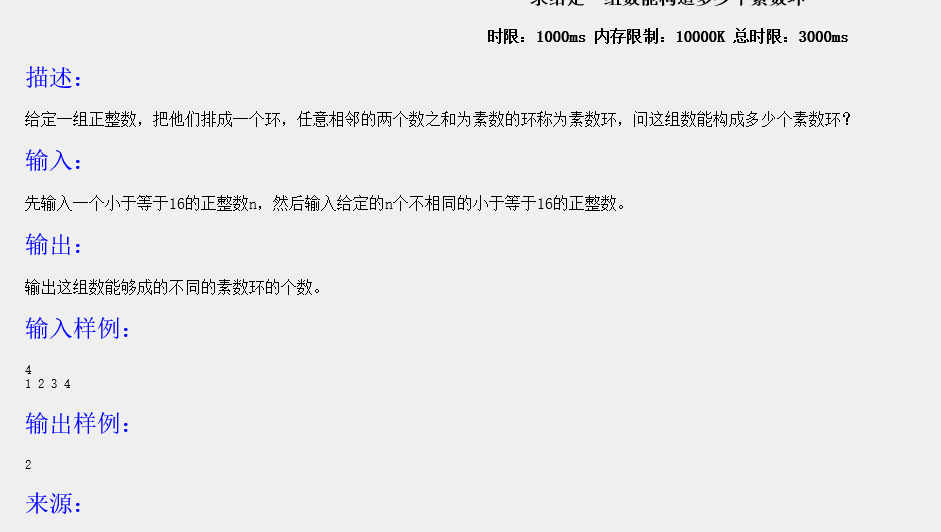 时限：1000ms 内存限制：10000K 总时限：3000ms
描述：
给定一组正整数，把他们排成一个环，任意相邻的两个数之和为素数的环称为素数环，问这组数能构成多少个素数环？
输入：
先输入一个小于等于16的正整数n，然后输入给定的n个不相同的小于等于16的正整数。
输出：
输出这组数能够成的不同的素数环的个数。
输入样例：
4
1 2 3 4
输出样例：
2
来源：